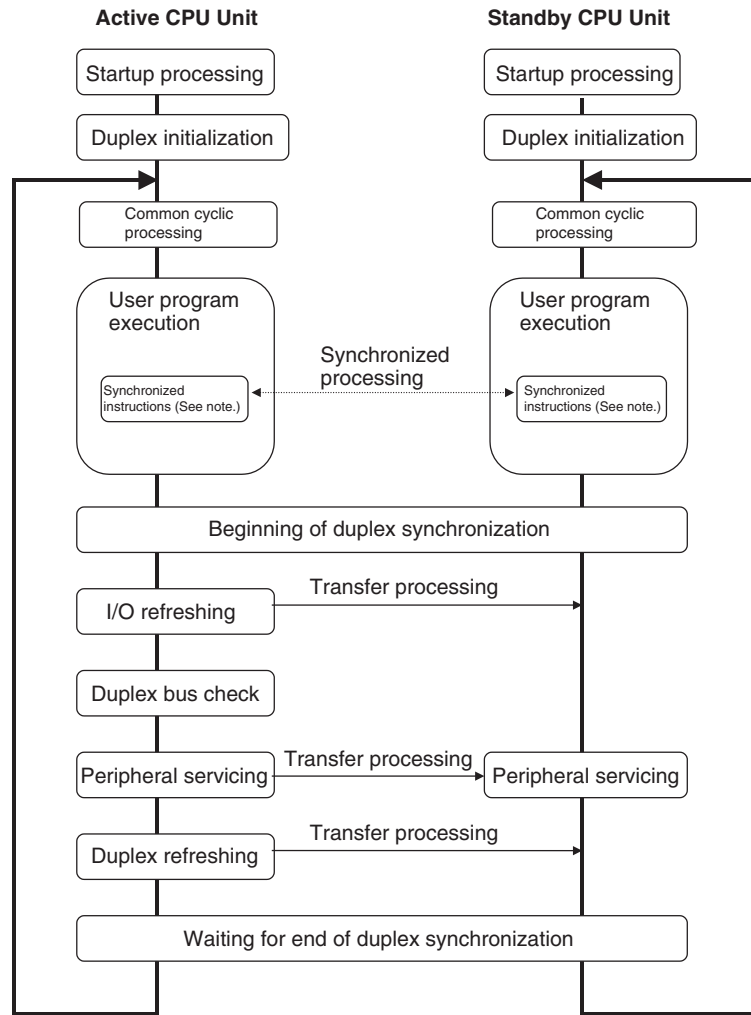 Active CPU Unit
Standby CPU Unit
Startup processing
Startup processing
Duplex initialization
Duplex initialization
Common cyclic
processing
Common cyclic
processing
User program
execution
User program
execution
Synchronized
processing
Synchronized
instructions (See note.)
Synchronized
instructions (See note.)
Beginning of duplex synchronization
Transfer processing
I/O refreshing
Duplex bus check
Transfer processing
Peripheral servicing
Peripheral servicing
Transfer processing
Duplex refreshing
Waiting for end of duplex synchronization